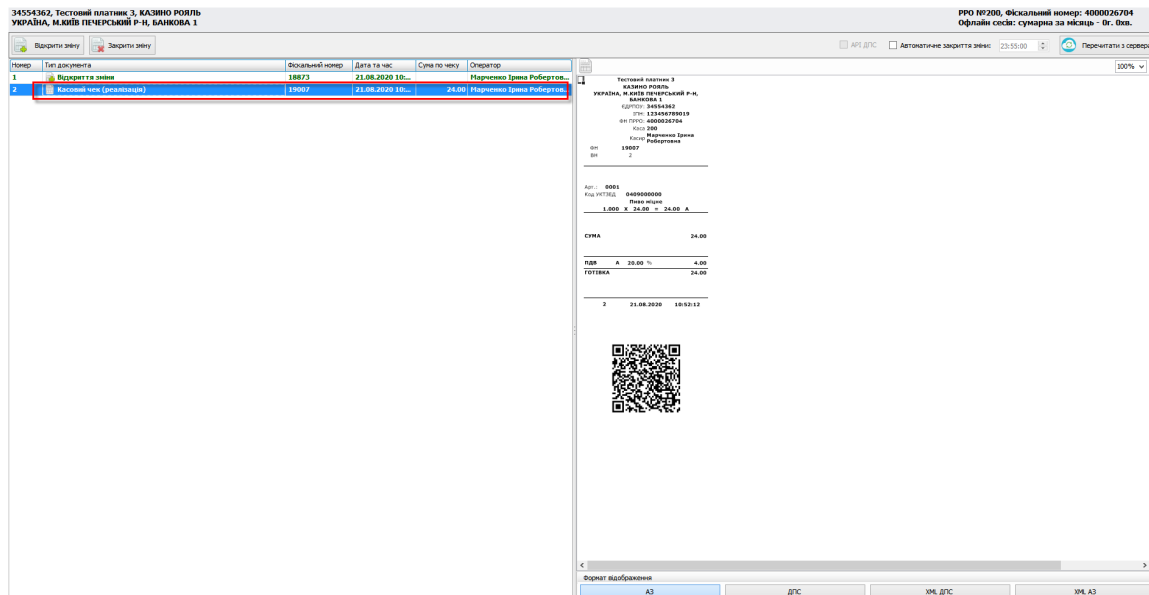 34554362, Тестовий платник 3, КАЗИНО РОЯЛЬ
УКРАЇНА, М.КИЇВ ПЕЧЕРСЬКИЙ Р-Н, БАНКОВА 1
РРО №200, Фіскальний номер: 4000026704
Офлайн сесія: сумарна за місяць - 0г. 0хв.
Відкрити зміну
Закрити зміну
АРІ ДПС
Автоматичне закриття зміни:
23:55:00
Перечитати з сервера
Номер Тип документа Фіскальний номер Дата та час Сума по чеку Оператор
1 Відкриття зміни 18873 21.08.2020 10:... Марченко Ірина Робертов...
2 Касовий чек (реалізація) 19007 21.08.2020 10:... 24.00 Марченко Ірина Робертов...
100%
Тестовий платник 3
КАЗИНО РОЯЛЬ
УКРАЇНА, М.КИЇВ ПЕЧЕРСЬКИЙ Р-Н,
БАНКОВА 1
ЄДРПОУ: 34554362
ІПН: 123456789019
ФН ПРРО: 4000026704
Каса 200
Касир Марченко Ірина
Робертовна
ФН 19007
ВН 2
Арт.: 0001
Код УКТЗЕД 0409000000
Пиво міцне
1.000 X 24.00 = 24.00 А
СУМА 24.00
ПДВ А 20.00 % 4.00
ГОТІВКА 24.00
2 21.08.2020 10:52:12
Формат відображення
АЗ
ДПС
XML ДПС
XML АЗ